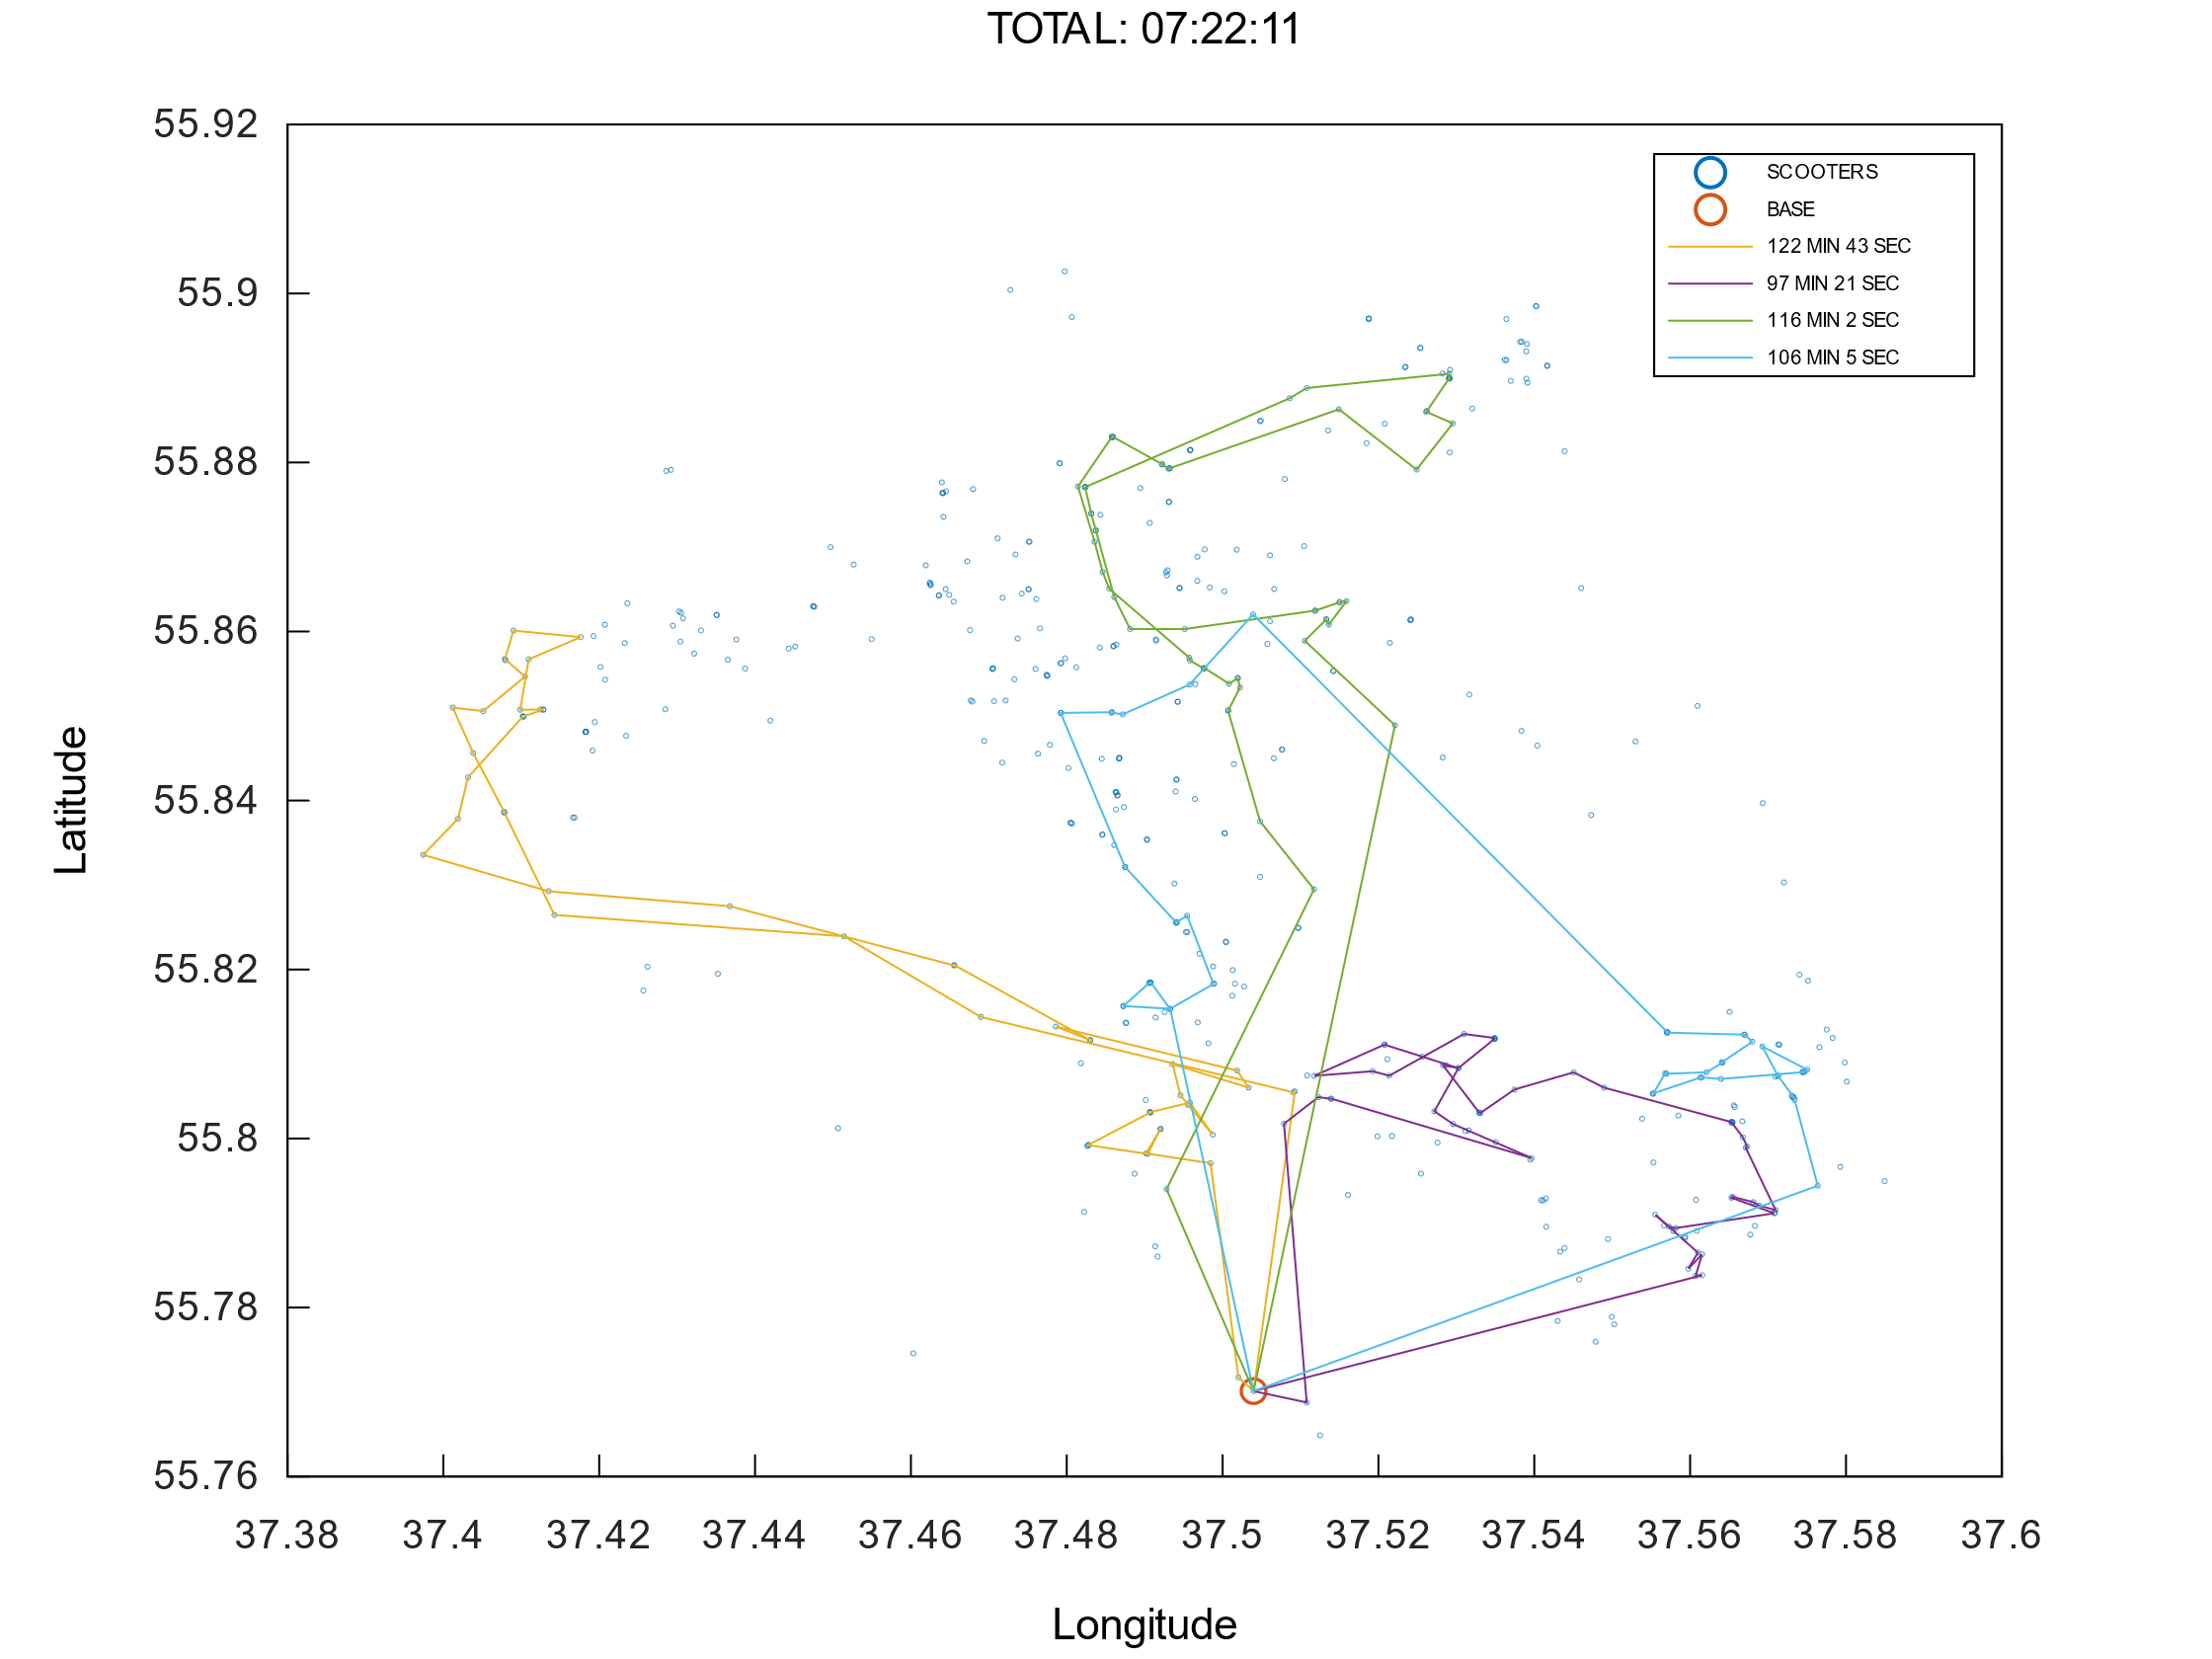 TOTAL: 07:22:11
55.92
55.9
55.88
55.86
55.84
55.82
55.8
55.78
55.76
Latitude
SCOOTERS
BASE
122 MIN 43 SEC
97 MIN 21 SEC
116 MIN 2 SEC
106 MIN 5 SEC
37.38 37.4 37.42 37.44 37.46 37.48 37.5 37.52 37.54 37.56 37.58 37.6
Longitude